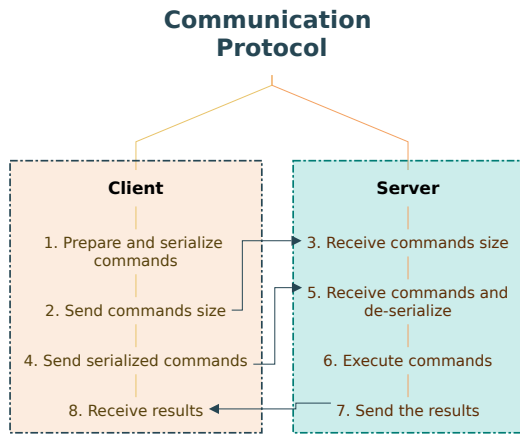 Communication
Protocol
Client
1. Prepare and serialize
commands
2. Send commands size
4. Send serialized commands
8. Receive results
Server
3. Receive commands size
5. Receive commands and
de-serialize
6. Execute commands
7. Send the results